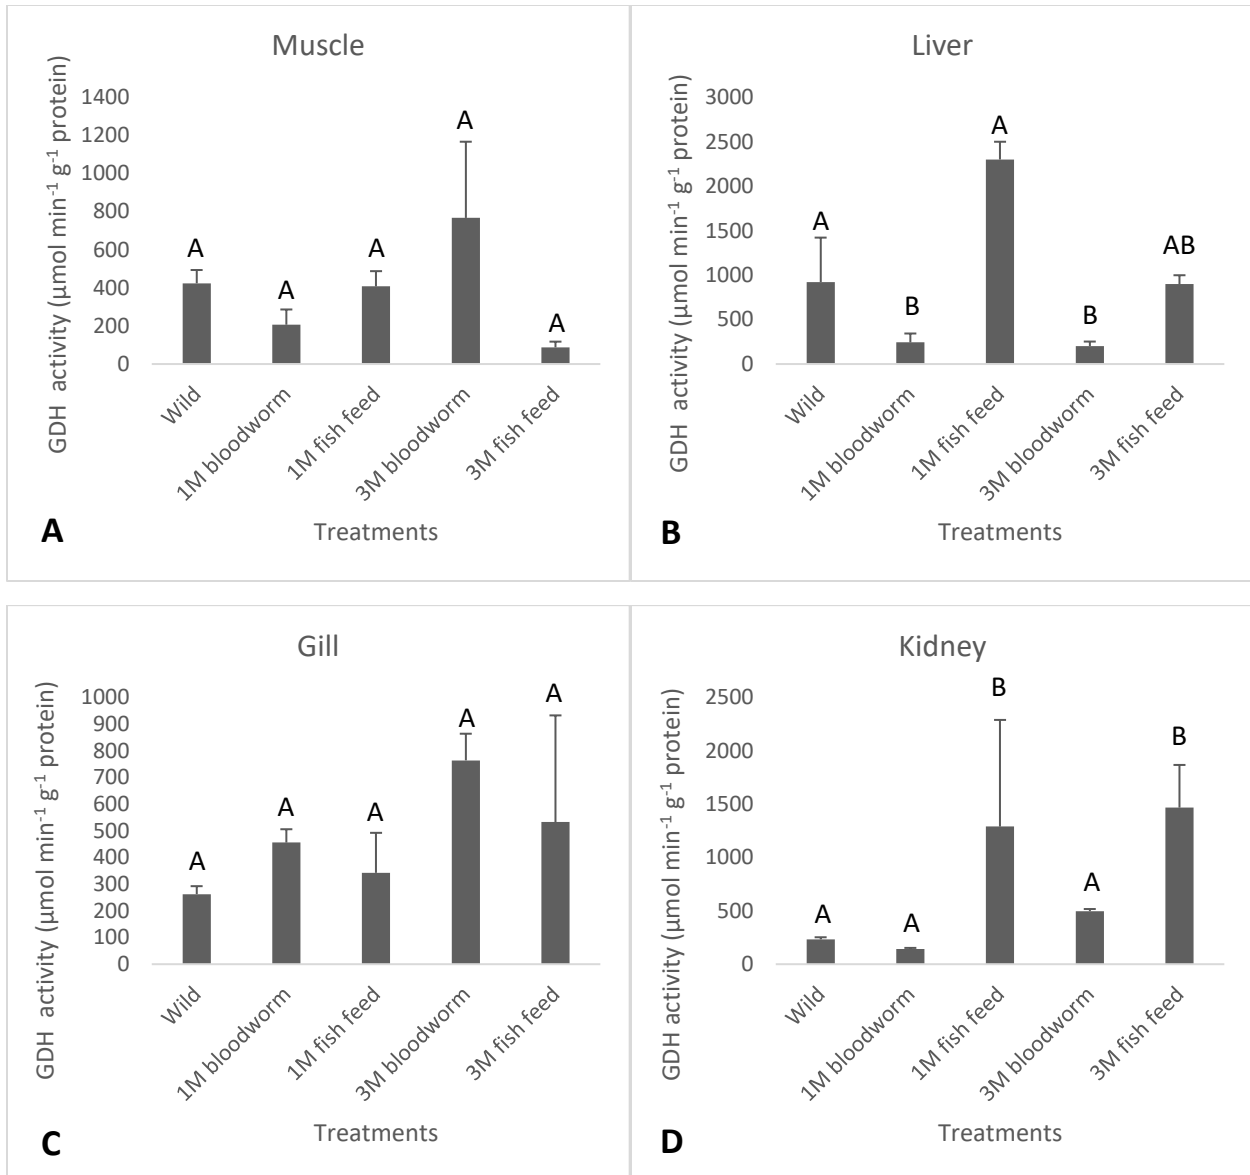 Muscle
GDH activity (µmol min⁻¹ g⁻¹ protein)
1400
1200
1000
800
600
400
200
0
A
A
A
A
A
Wild
1M bloodworm
1M fish feed
3M bloodworm
3M fish feed
Treatments
A
Liver
GDH activity (µmol min⁻¹ g⁻¹ protein)
3000
2500
2000
1500
1000
500
0
A
B
A
B
AB
Wild
1M bloodworm
1M fish feed
3M bloodworm
3M fish feed
Treatments
B
Gill
GDH activity (µmol min⁻¹ g⁻¹ protein)
1000
900
800
700
600
500
400
300
200
100
0
A
A
A
A
A
Wild
1M bloodworm
1M fish feed
3M bloodworm
3M fish feed
Treatments
C
Kidney
GDH activity (µmol min⁻¹ g⁻¹ protein)
2500
2000
1500
1000
500
0
A
A
B
A
B
Wild
1M bloodworm
1M fish feed
3M bloodworm
3M fish feed
Treatments
D